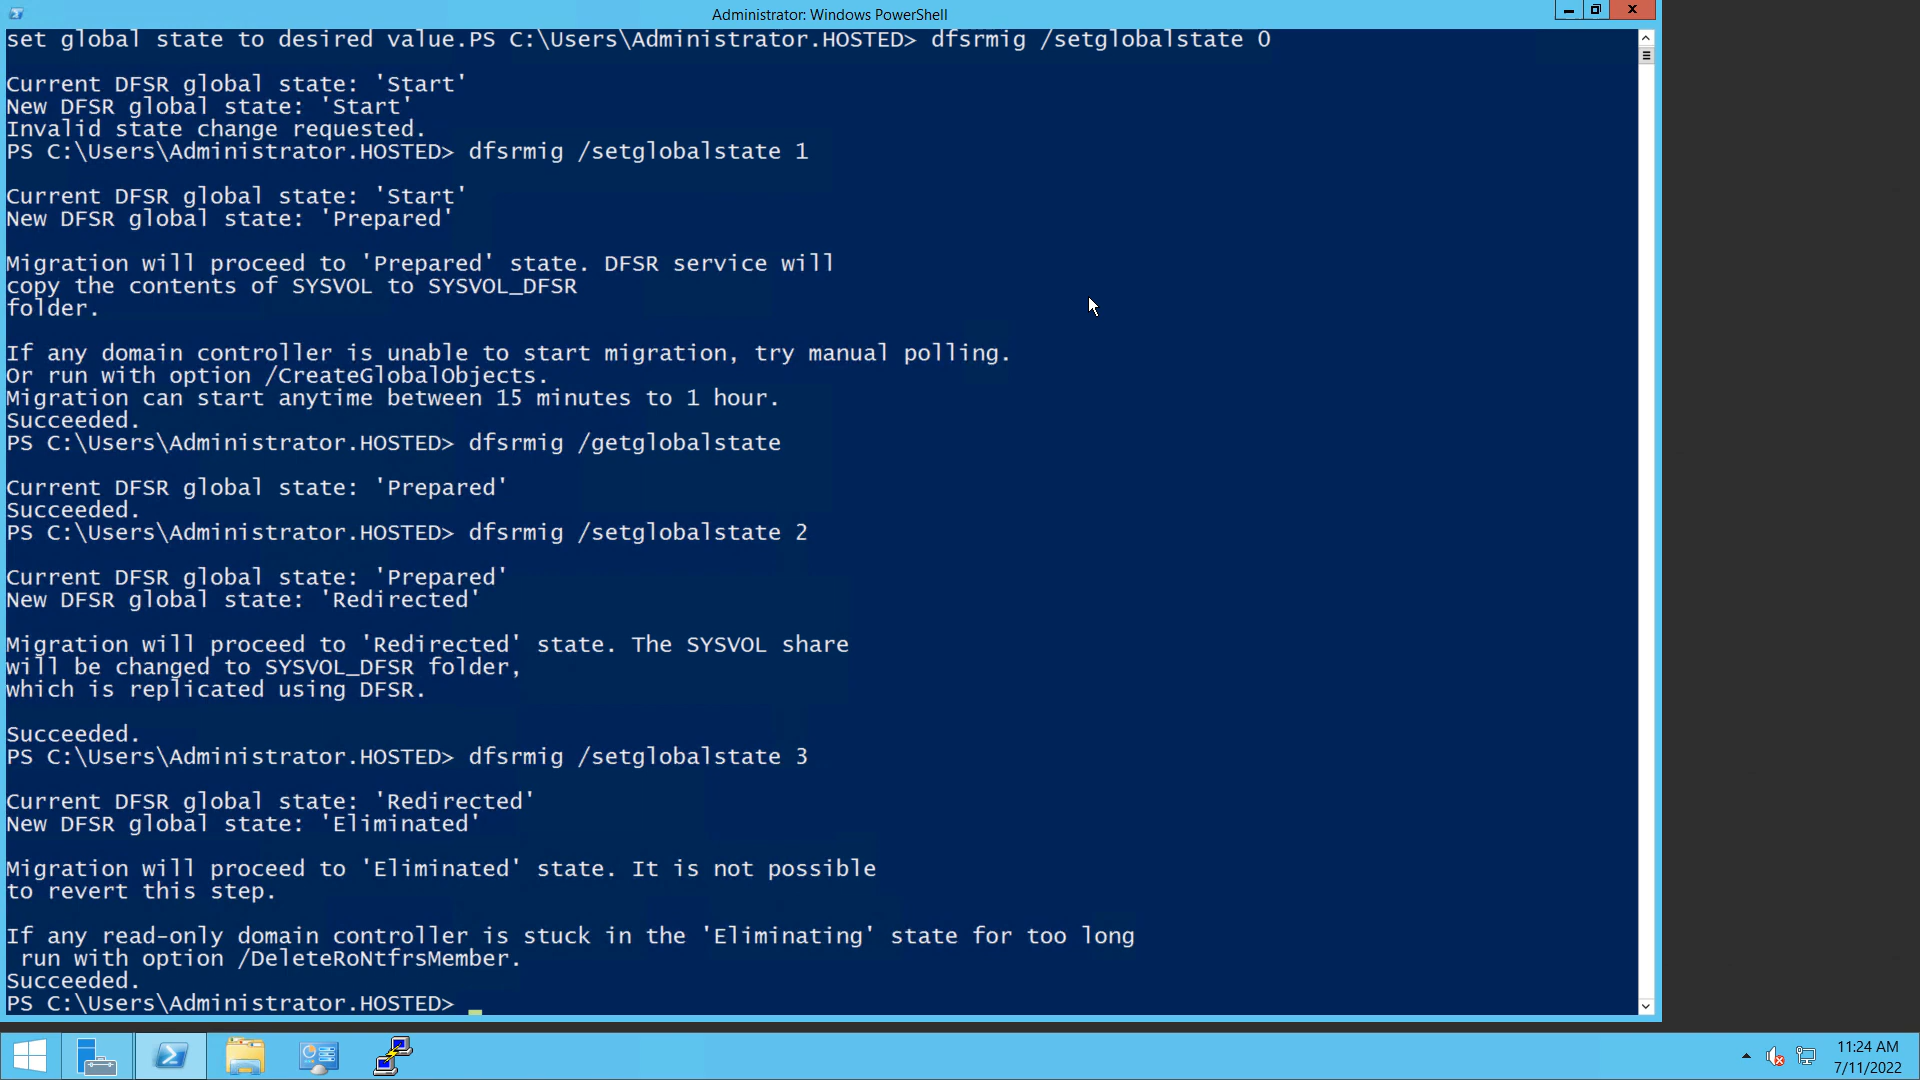 Administrator: Windows PowerShell
set global state to desired value.PS C:\Users\Administrator.HOSTED> dfsrmig /setglobalstate 0
Current DFSR global state: 'Start'
New DFSR global state: 'Start'
Invalid state change requested.
PS C:\Users\Administrator.HOSTED> dfsrmig /setglobalstate 1
Current DFSR global state: 'Start'
New DFSR global state: 'Prepared'
Migration will proceed to 'Prepared' state. DFSR service will
copy the contents of SYSVOL to SYSVOL_DFSR
folder.
If any domain controller is unable to start migration, try manual polling.
Or run with option /CreateGlobalObjects.
Migration can start anytime between 15 minutes to 1 hour.
Succeeded.
PS C:\Users\Administrator.HOSTED> dfsrmig /getglobalstate
Current DFSR global state: 'Prepared'
Succeeded.
PS C:\Users\Administrator.HOSTED> dfsrmig /setglobalstate 2
Current DFSR global state: 'Prepared'
New DFSR global state: 'Redirected'
Migration will proceed to 'Redirected' state. The SYSVOL share
will be changed to SYSVOL_DFSR folder,
which is replicated using DFSR.
Succeeded.
PS C:\Users\Administrator.HOSTED> dfsrmig /setglobalstate 3
Current DFSR global state: 'Redirected'
New DFSR global state: 'Eliminated'
Migration will proceed to 'Eliminated' state. It is not possible
to revert this step.
If any read-only domain controller is stuck in the 'Eliminating' state for too long
run with option /DeleteRoNtfrsMember.
Succeeded.
PS C:\Users\Administrator.HOSTED>
11:24 AM
7/11/2022